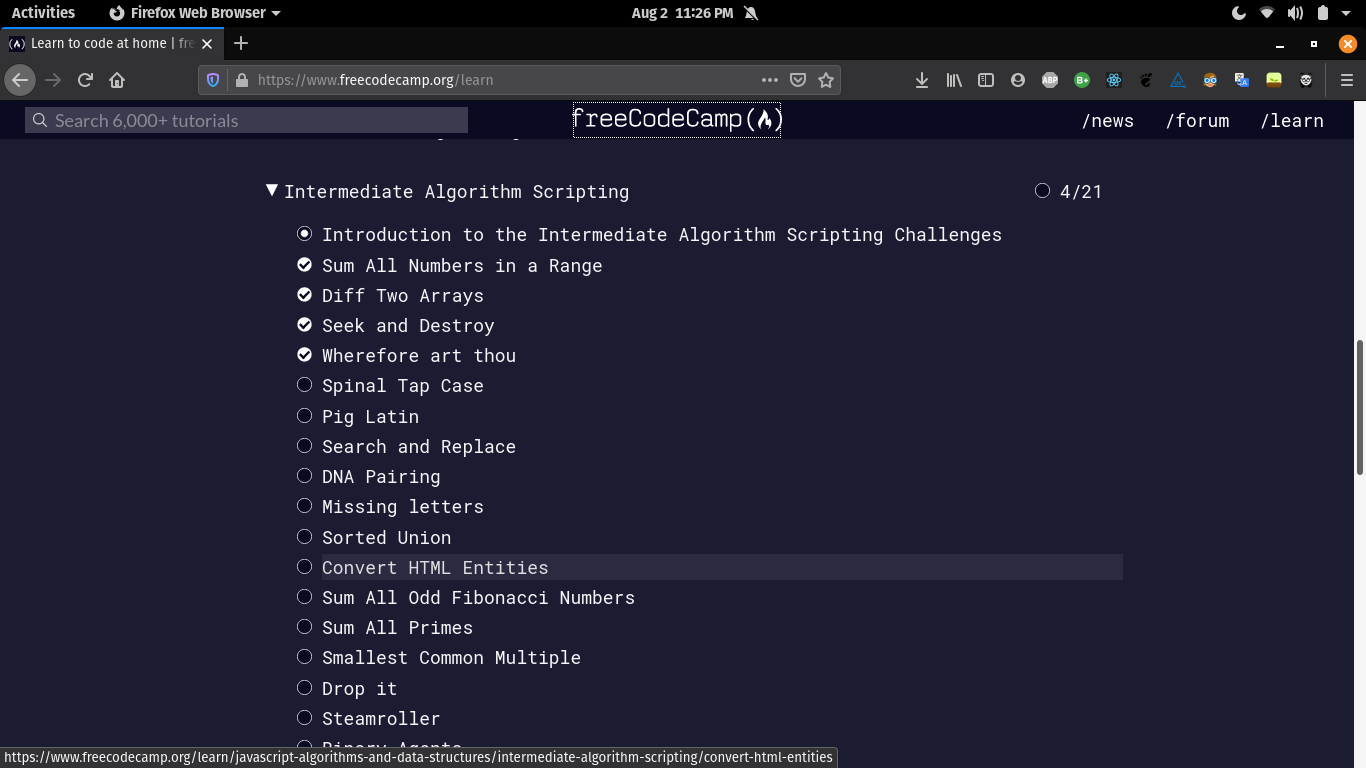 Activities Firefox Web Browser Aug 2 11:26 PM
Learn to code at home | fre
https://www.freecodecamp.org/learn ABP B+
Search 6,000+ tutorials freeCodeCamp /news /forum /learn
Intermediate Algorithm Scripting 4/21
Introduction to the Intermediate Algorithm Scripting Challenges
Sum All Numbers in a Range
Diff Two Arrays
Seek and Destroy
Wherefore art thou
Spinal Tap Case
Pig Latin
Search and Replace
DNA Pairing
Missing letters
Sorted Union
Convert HTML Entities
Sum All Odd Fibonacci Numbers
Sum All Primes
Smallest Common Multiple
Drop it
Steamroller
Binary Agents
https://www.freecodecamp.org/learn/javascript-algorithms-and-data-structures/intermediate-algorithm-scripting/convert-html-entities